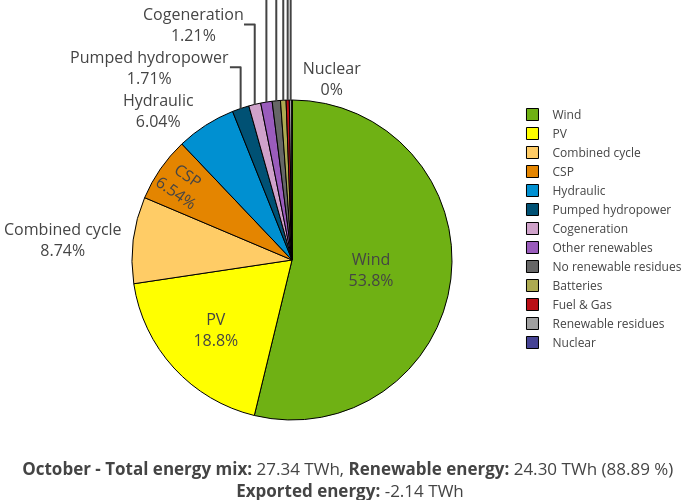 Cogeneration
1.21%
Pumped hydropower
1.71%
Nuclear
0%
Hydraulic
6.04%
CSP
6.54%
Combined cycle
8.74%
Wind
53.8%
PV
18.8%
Wind
PV
Combined cycle
CSP
Hydraulic
Pumped hydropower
Cogeneration
Other renewables
No renewable residues
Batteries
Fuel & Gas
Renewable residues
Nuclear
October - Total energy mix: 27.34 TWh, Renewable energy: 24.30 TWh (88.89 %)
Exported energy: -2.14 TWh